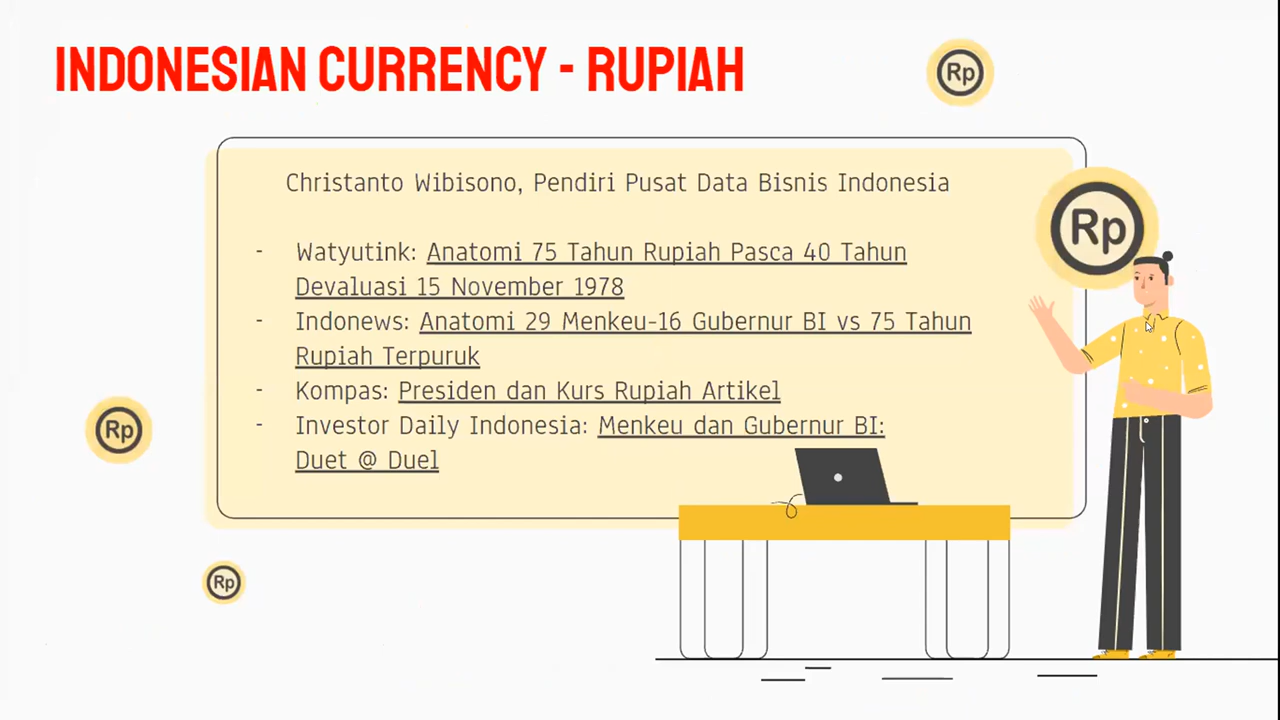 INDONESIAN CURRENCY - RUPIAH
Rp
Christanto Wibisono, Pendiri Pusat Data Bisnis Indonesia
Rp
- Watyutink: Anatomi 75 Tahun Rupiah Pasca 40 Tahun
Devaluasi 15 November 1978
- Indonews: Anatomi 29 Menkeu-16 Gubernur BI vs 75 Tahun
Rupiah Terpuruk
- Kompas: Presiden dan Kurs Rupiah Artikel
- Investor Daily Indonesia: Menkeu dan Gubernur BI:
Duet @ Duel
Rp
Rp